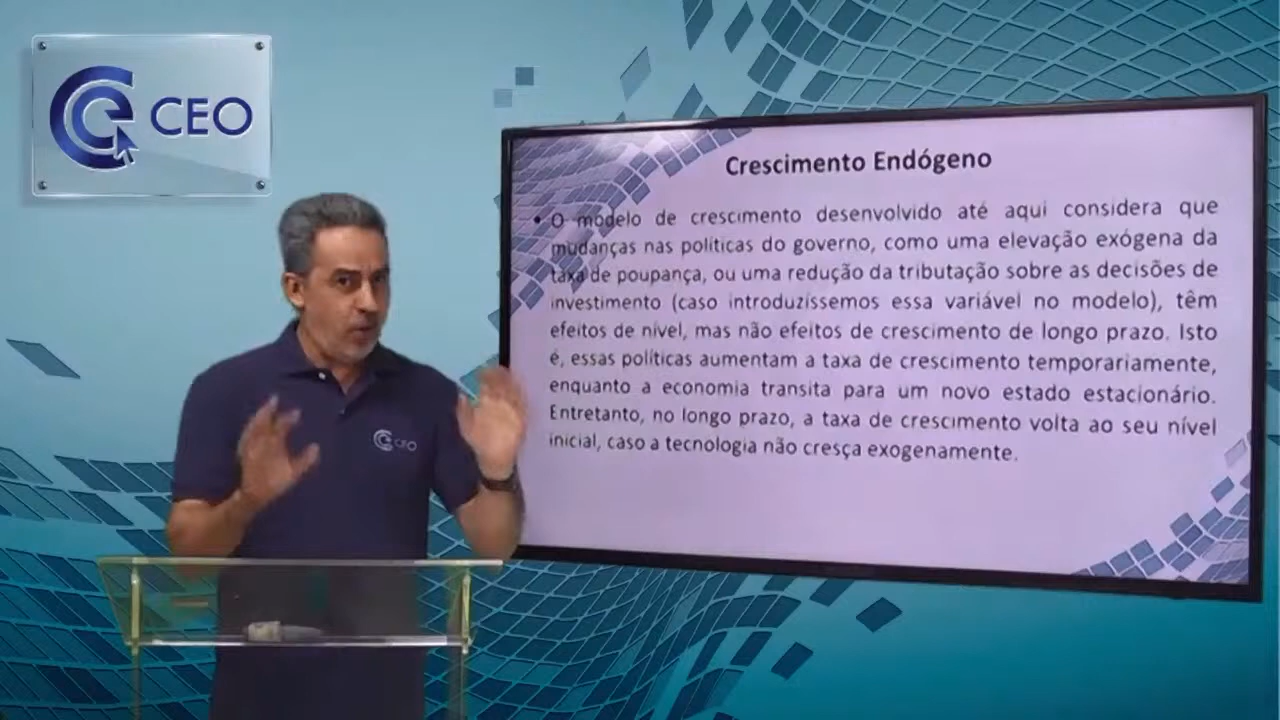 CEO
Crescimento Endógeno
• O modelo de crescimento desenvolvido até aqui considera que
mudanças nas políticas do governo, como uma elevação exógena da
taxa de poupança, ou uma redução da tributação sobre as decisões de
investimento (caso introduzíssemos essa variável no modelo), têm
efeitos de nível, mas não efeitos de crescimento de longo prazo. Isto
é, essas políticas aumentam a taxa de crescimento temporariamente,
enquanto a economia transita para um novo estado estacionário.
Entretanto, no longo prazo, a taxa de crescimento volta ao seu nível
inicial, caso a tecnologia não cresça exogenamente.
CEO